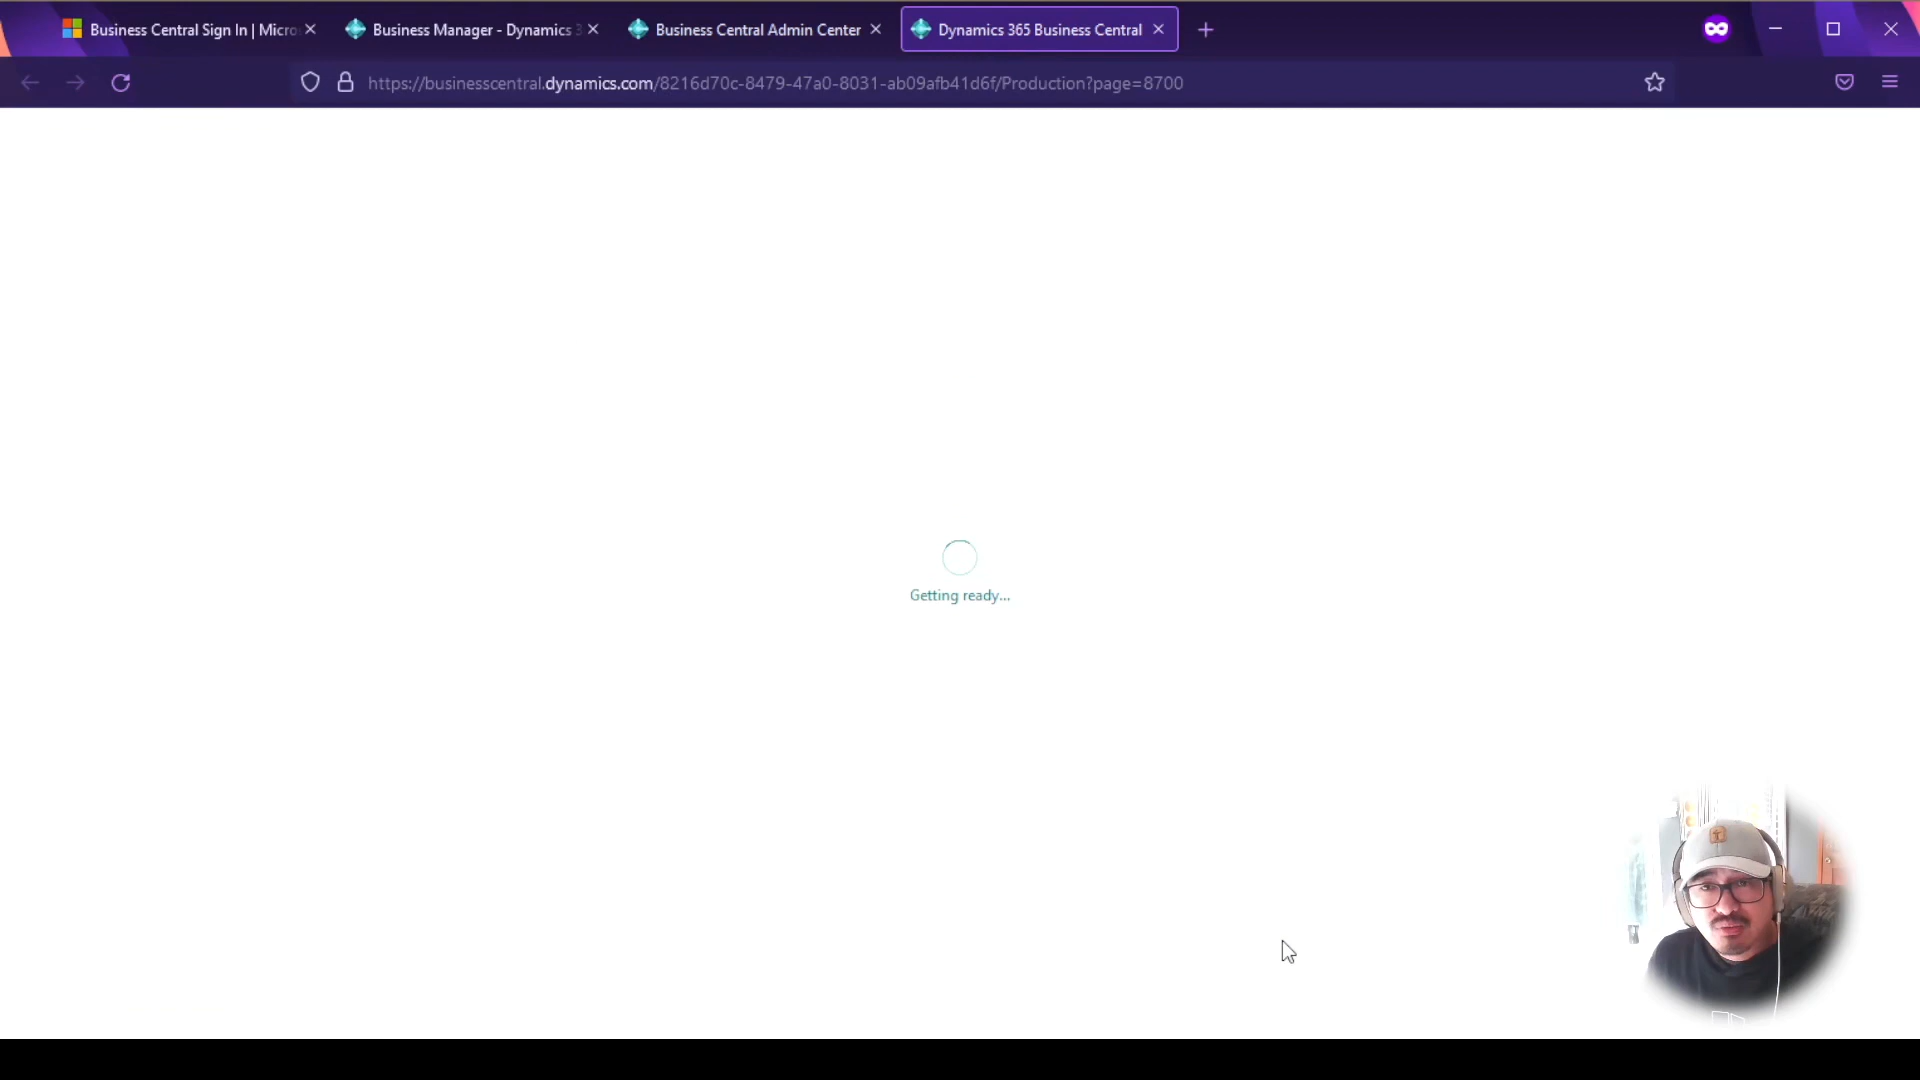 Business Central Sign In | Micro
Business Manager - Dynamics 3
Business Central Admin Center
Dynamics 365 Business Central
https://businesscentral.dynamics.com/8216d70c-8479-47a0-8031-ab09afb41d6f/Production?page=8700
Getting ready...